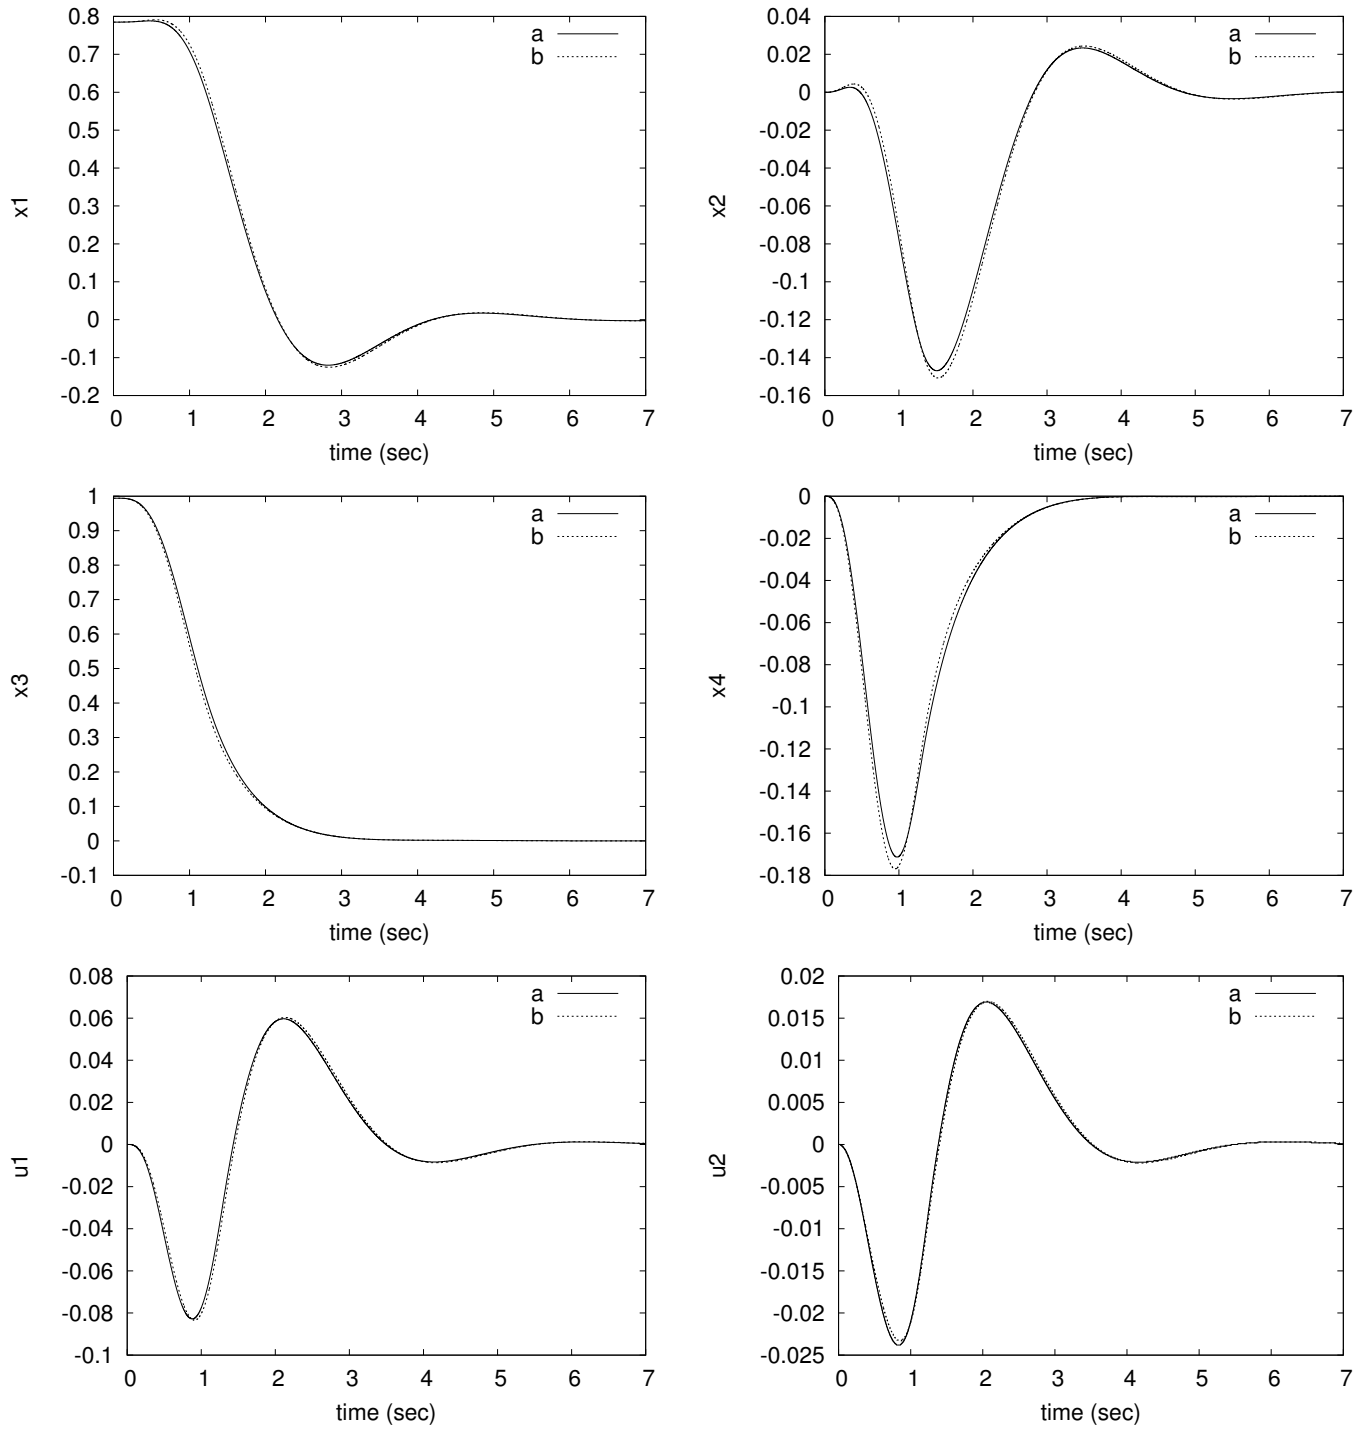 0.8
0.7
0.6
0.5
0.4
0.3
0.2
0.1
0
-0.1
-0.2
x1
0 1 2 3 4 5 6 7
time (sec)
a
b
0.04
0.02
0
-0.02
-0.04
-0.06
-0.08
-0.1
-0.12
-0.14
-0.16
x2
0 1 2 3 4 5 6 7
time (sec)
a
b
1
0.9
0.8
0.7
0.6
0.5
0.4
0.3
0.2
0.1
0
-0.1
x3
0 1 2 3 4 5 6 7
time (sec)
a
b
0
-0.02
-0.04
-0.06
-0.08
-0.1
-0.12
-0.14
-0.16
-0.18
x4
0 1 2 3 4 5 6 7
time (sec)
a
b
0.08
0.06
0.04
0.02
0
-0.02
-0.04
-0.06
-0.08
-0.1
u1
0 1 2 3 4 5 6 7
time (sec)
a
b
0.02
0.015
0.01
0.005
0
-0.005
-0.01
-0.015
-0.02
-0.025
u2
0 1 2 3 4 5 6 7
time (sec)
a
b